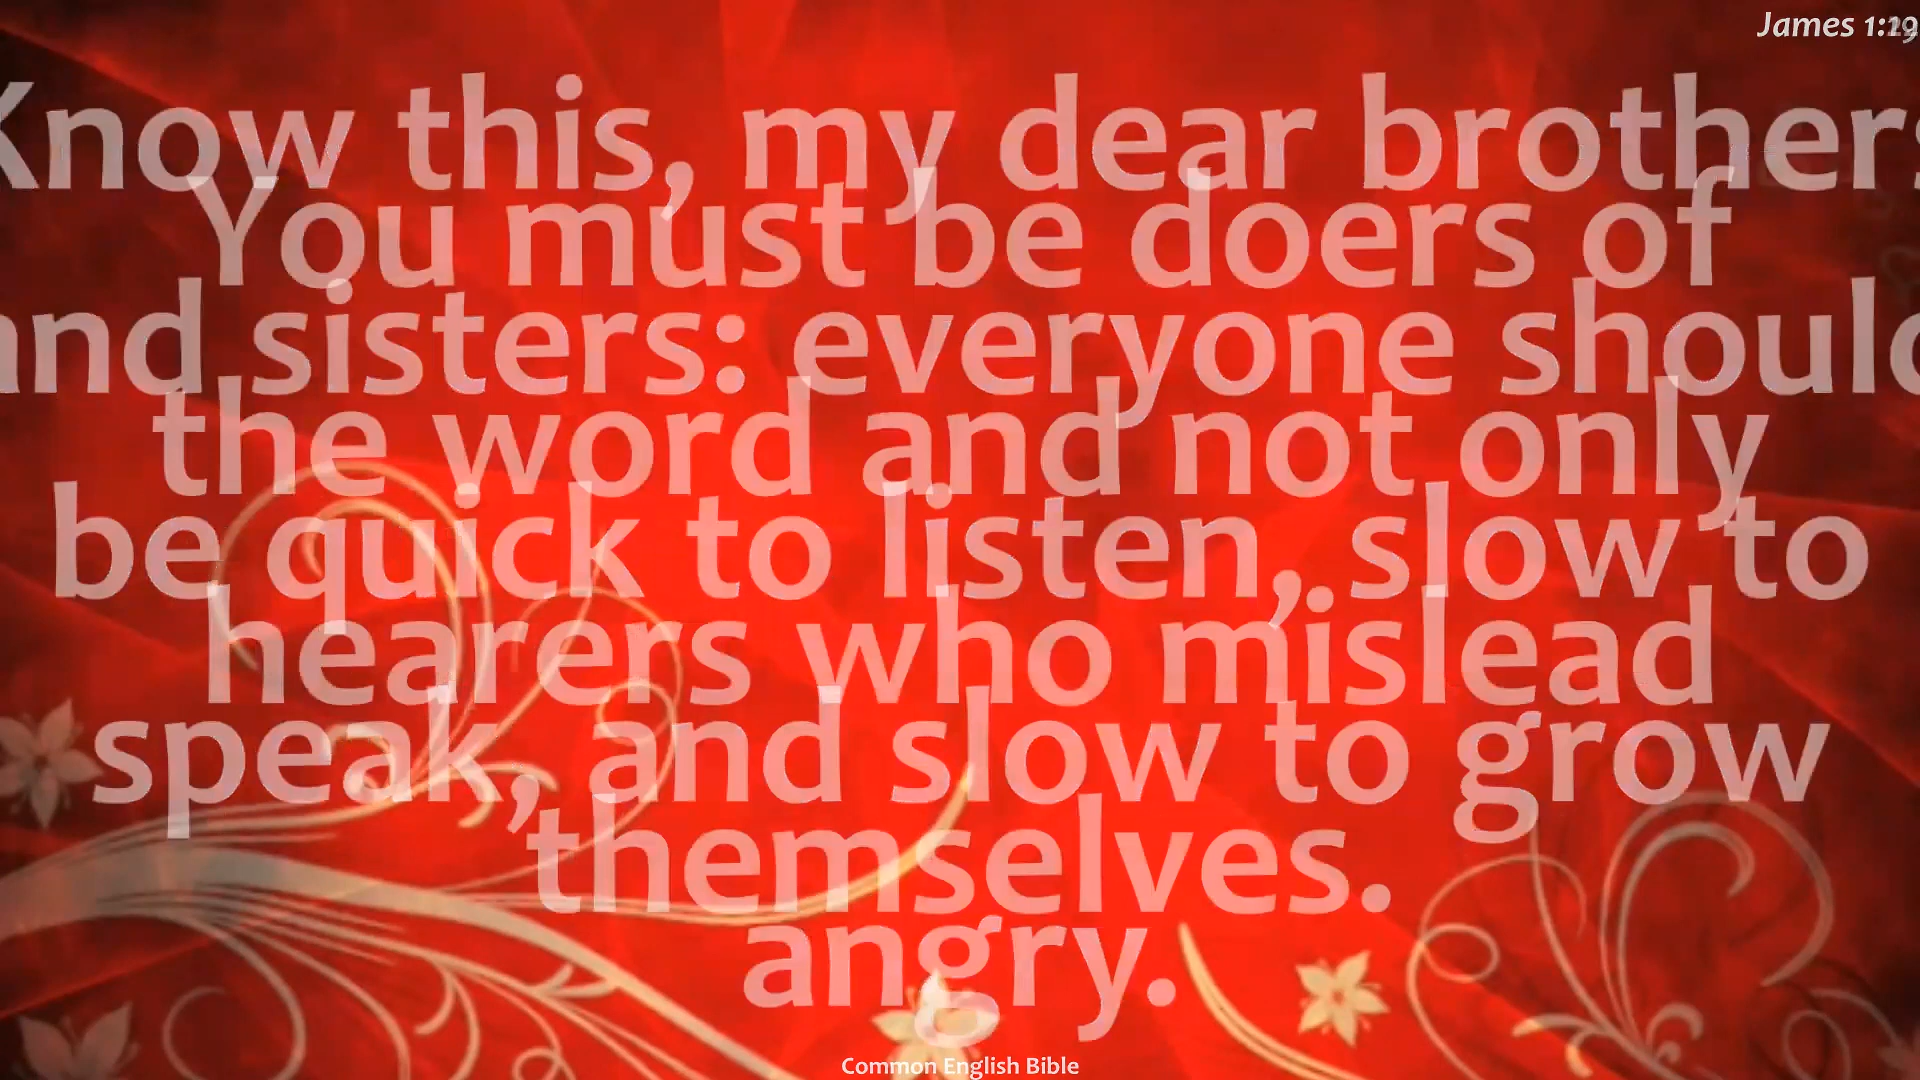 James 1:19
Know this, my dear brothers
You must be doers of
and sisters: everyone should
the word and not only
be quick to listen, slow to
hearers who mislead
speak, and slow to grow
themselves.
angry.
Common English Bible